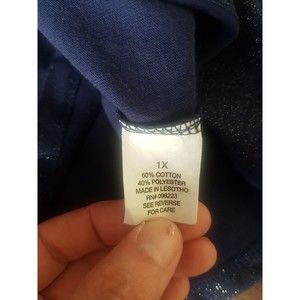 1X
60% COTTON
40% POLYESTER
MADE IN LESOTHO
RN# 098223
SEE REVERSE
FOR CARE